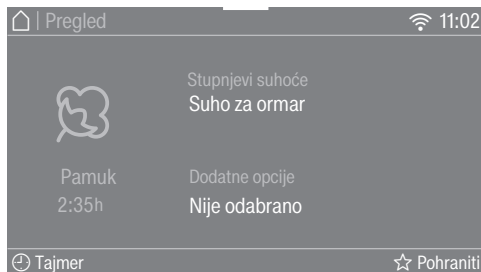 | Pregled 11:02
Stupnjevi suhoće
Suho za ormar
Pamuk
2:35h
Dodatne opcije
Nije odabrano
Tajmer
Pohraniti